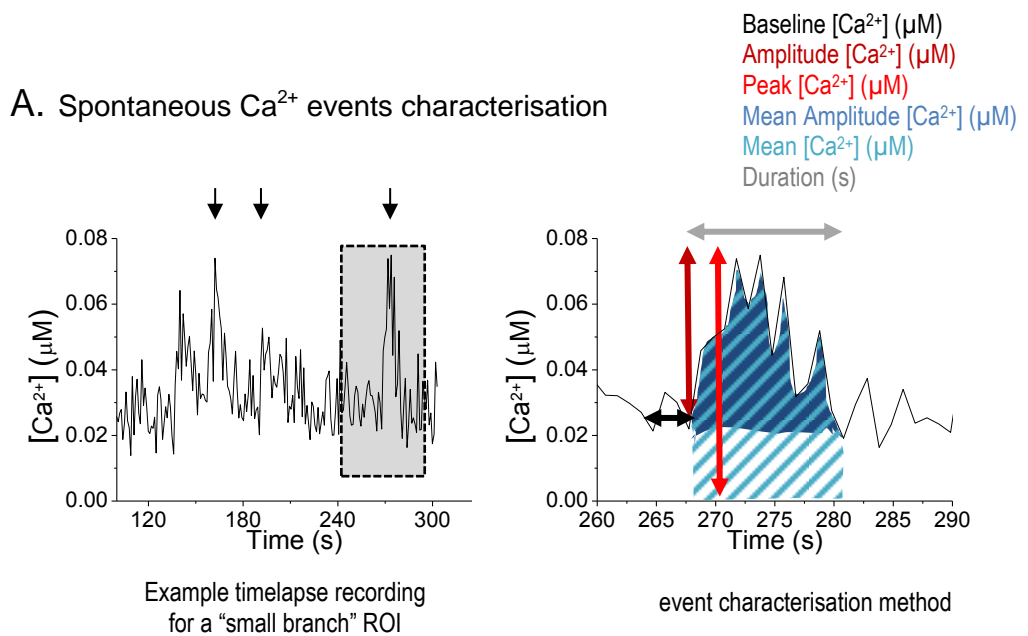 Baseline [Ca²⁺] (μM)
Amplitude [Ca²⁺] (μM)
Peak [Ca²⁺] (μM)
Mean Amplitude [Ca²⁺] (μM)
Mean [Ca²⁺] (μM)
Duration (s)
A. Spontaneous Ca²⁺ events characterisation
[Ca²⁺] (μM)
0.08
0.06
0.04
0.02
0.00
120 180 240 300
Time (s)
Example timelapse recording
for a “small branch” ROI
[Ca²⁺] (μM)
0.08
0.06
0.04
0.02
0.00
260 265 270 275 280 285 290
Time (s)
event characterisation method